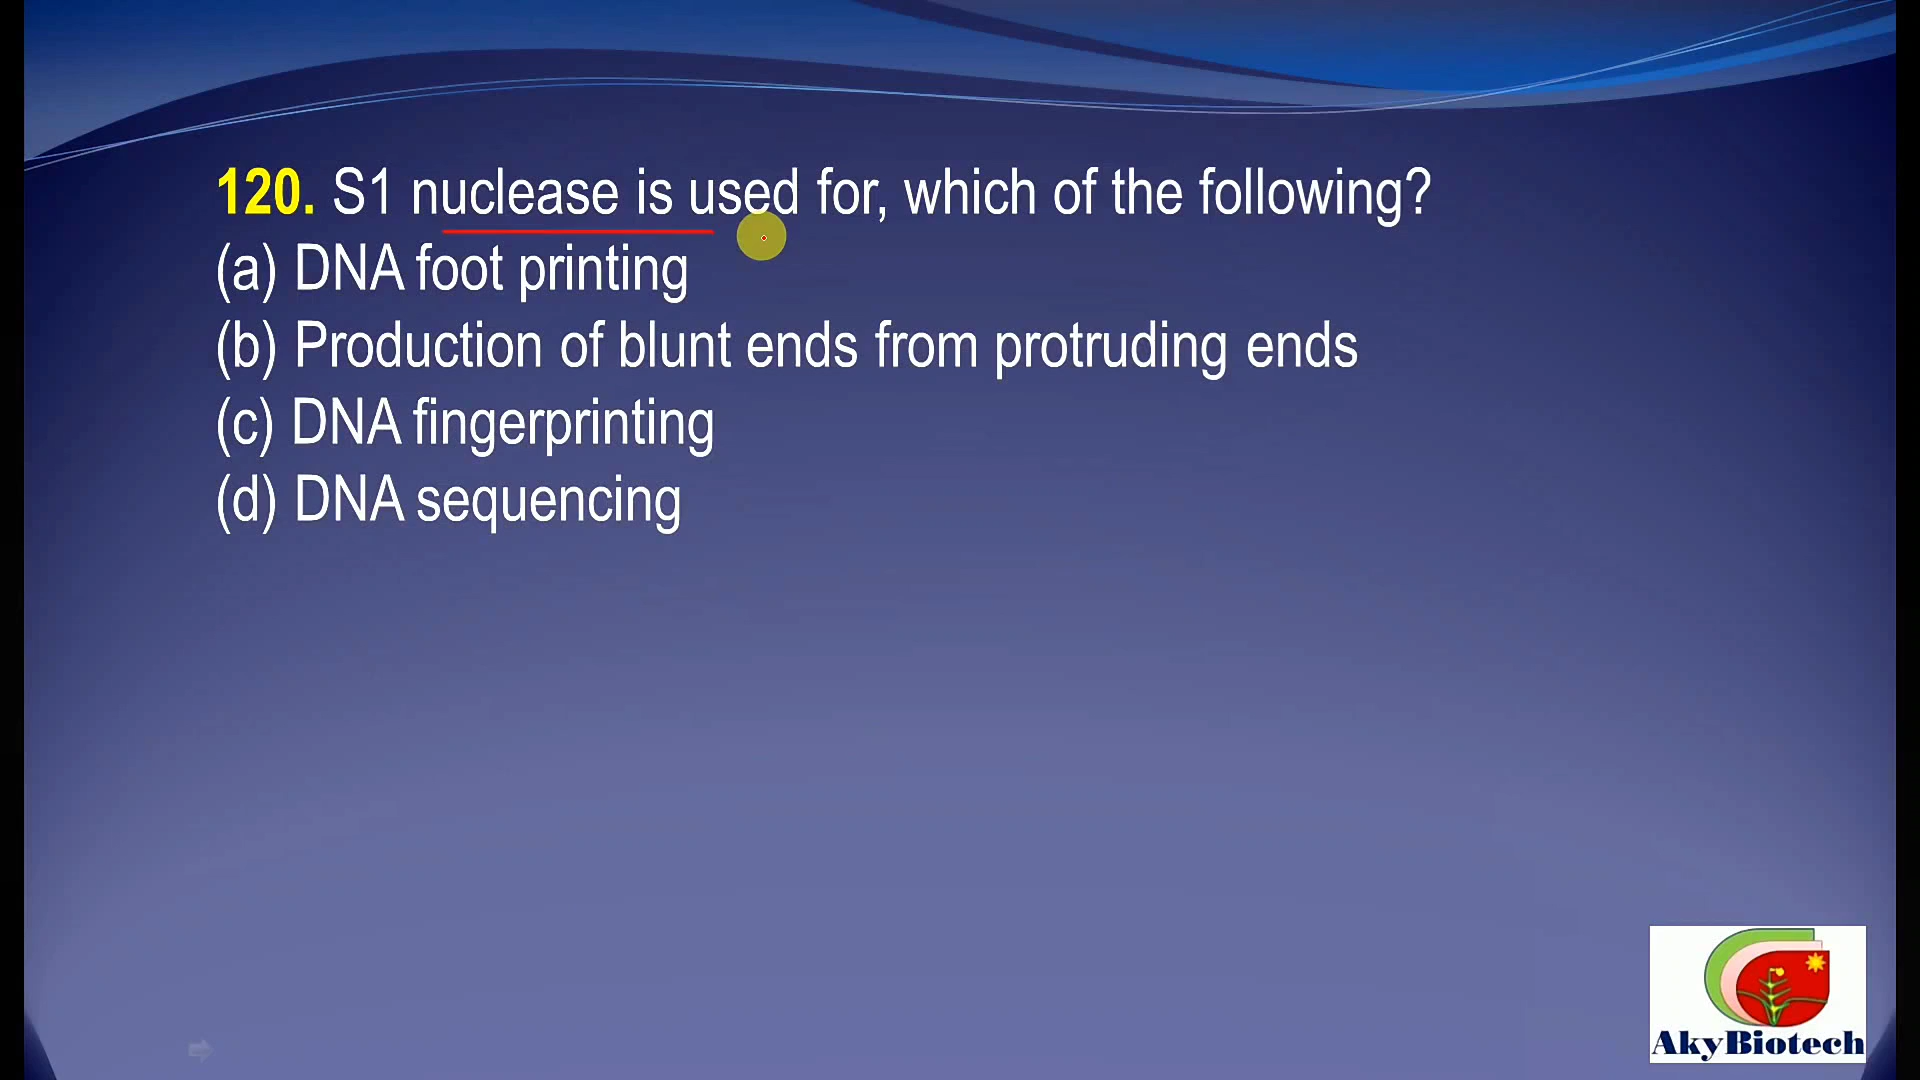 120. S1 nuclease is used for, which of the following?
(a) DNA foot printing
(b) Production of blunt ends from protruding ends
(c) DNA fingerprinting
(d) DNA sequencing
AkyBiotech